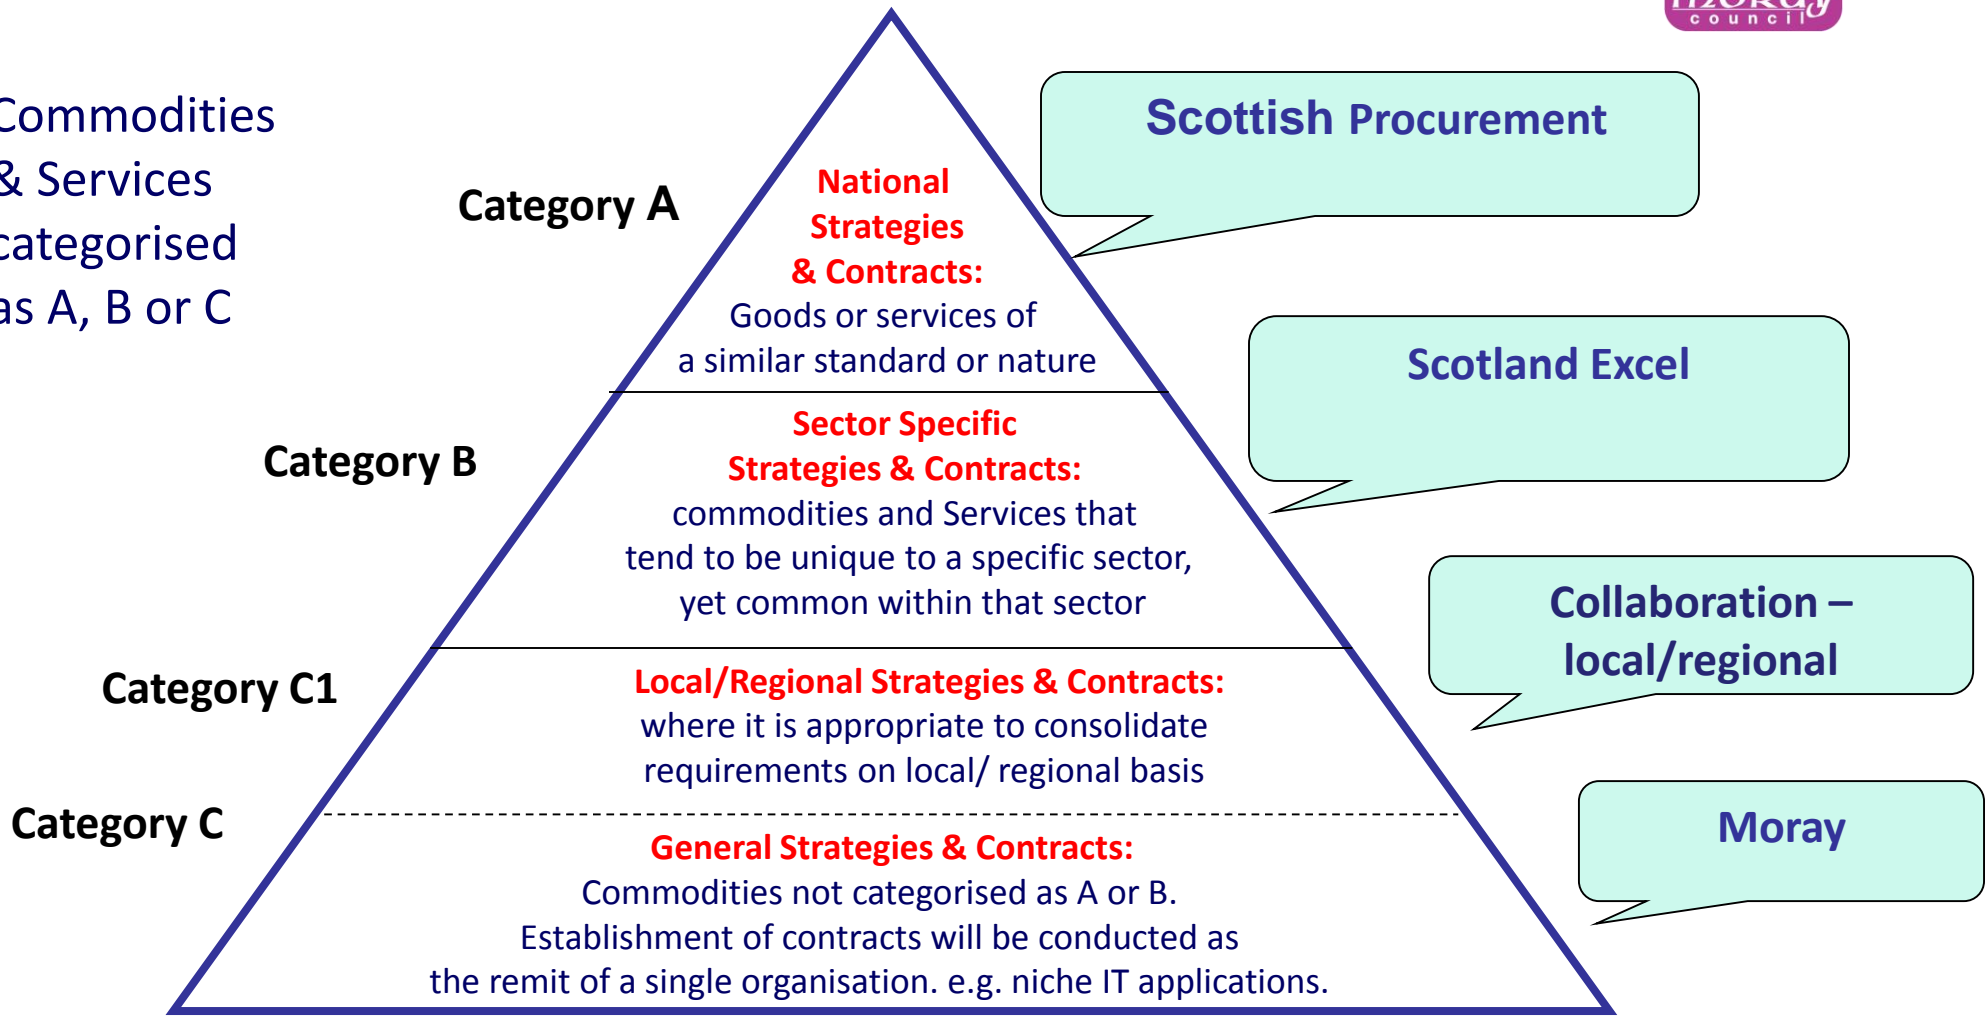 moray
council
Commodities
& Services
categorised
as A, B or C
Category A
National
Strategies
& Contracts:
Goods or services of
a similar standard or nature
Scottish Procurement
Category B
Sector Specific
Strategies & Contracts:
commodities and Services that
tend to be unique to a specific sector,
yet common within that sector
Scotland Excel
Category C1
Local/Regional Strategies & Contracts:
where it is appropriate to consolidate
requirements on local/ regional basis
Collaboration –
local/regional
Category C
General Strategies & Contracts:
Commodities not categorised as A or B.
Establishment of contracts will be conducted as
the remit of a single organisation. e.g. niche IT applications.
Moray